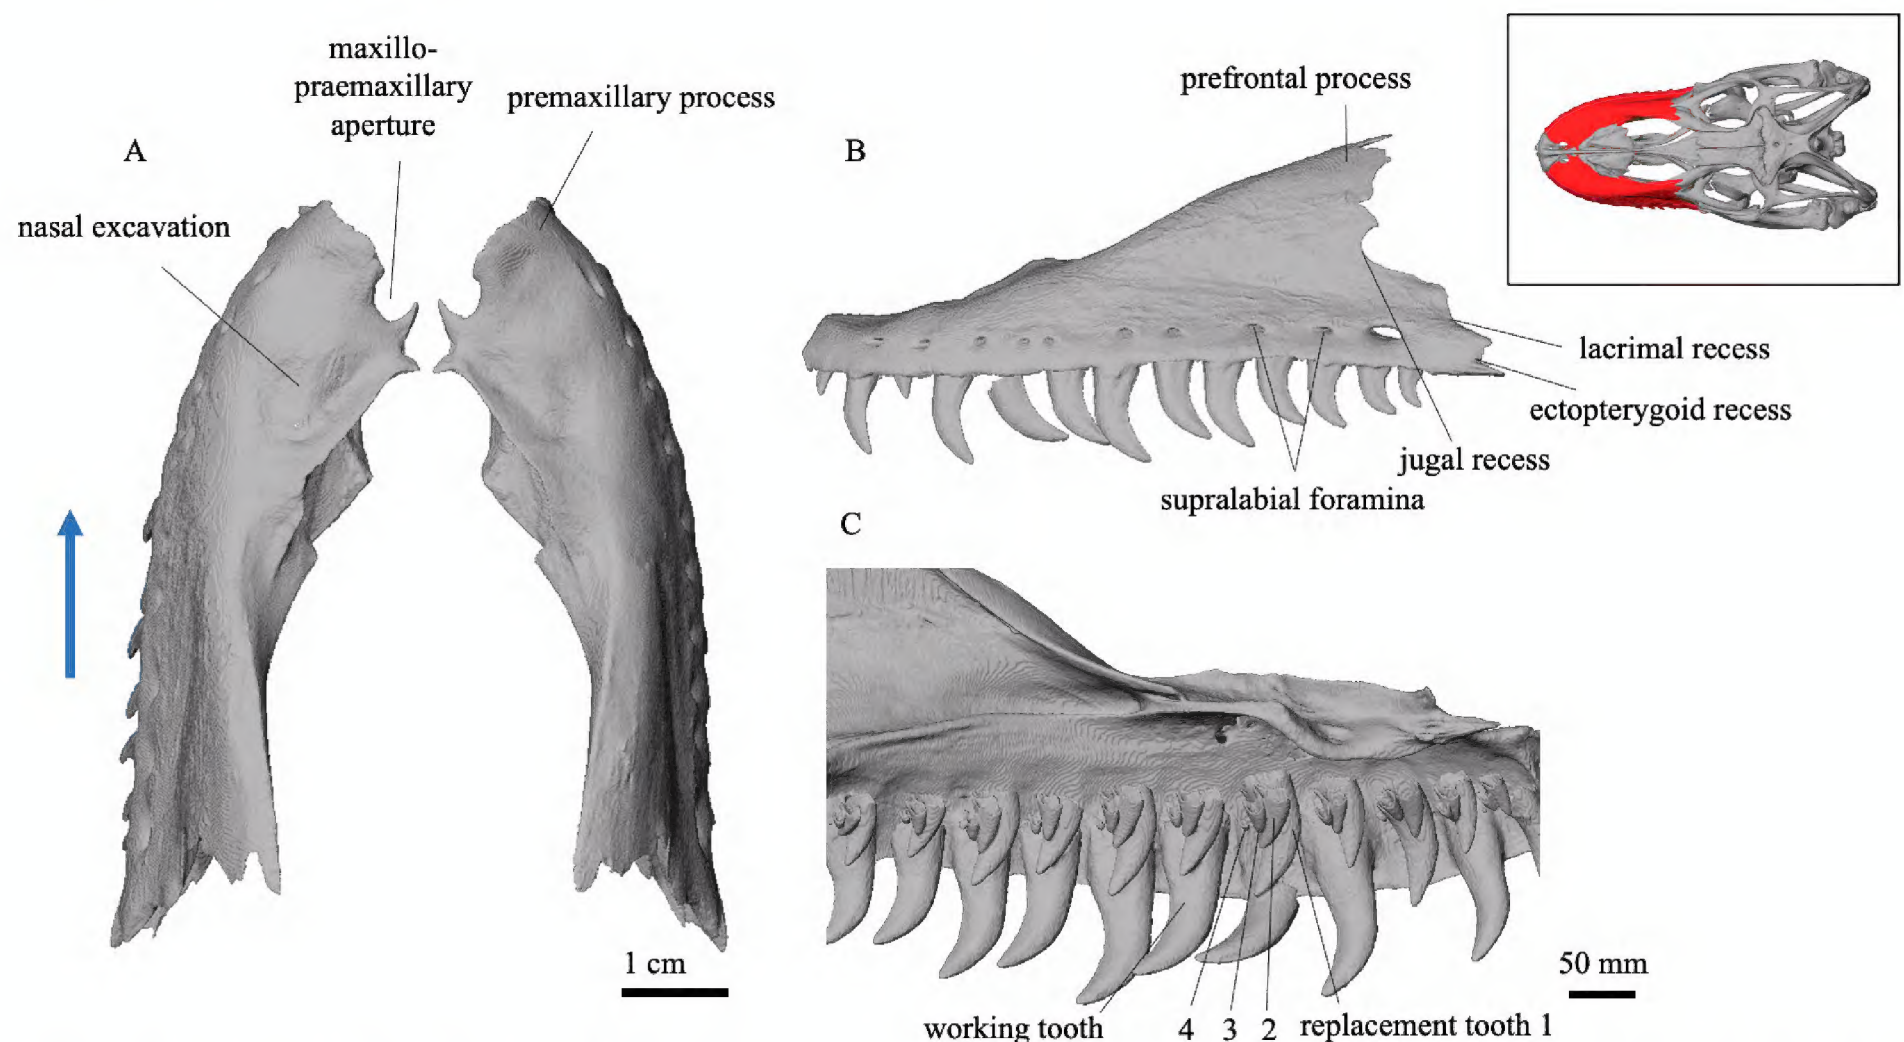 A
maxillo-
praemaxillary
aperture
premaxillary process
nasal excavation
1 cm
B
prefrontal process
lacrimal recess
ectopterygoid recess
jugal recess
supralabial foramina
C
50 mm
working tooth
4 3 2 replacement tooth 1